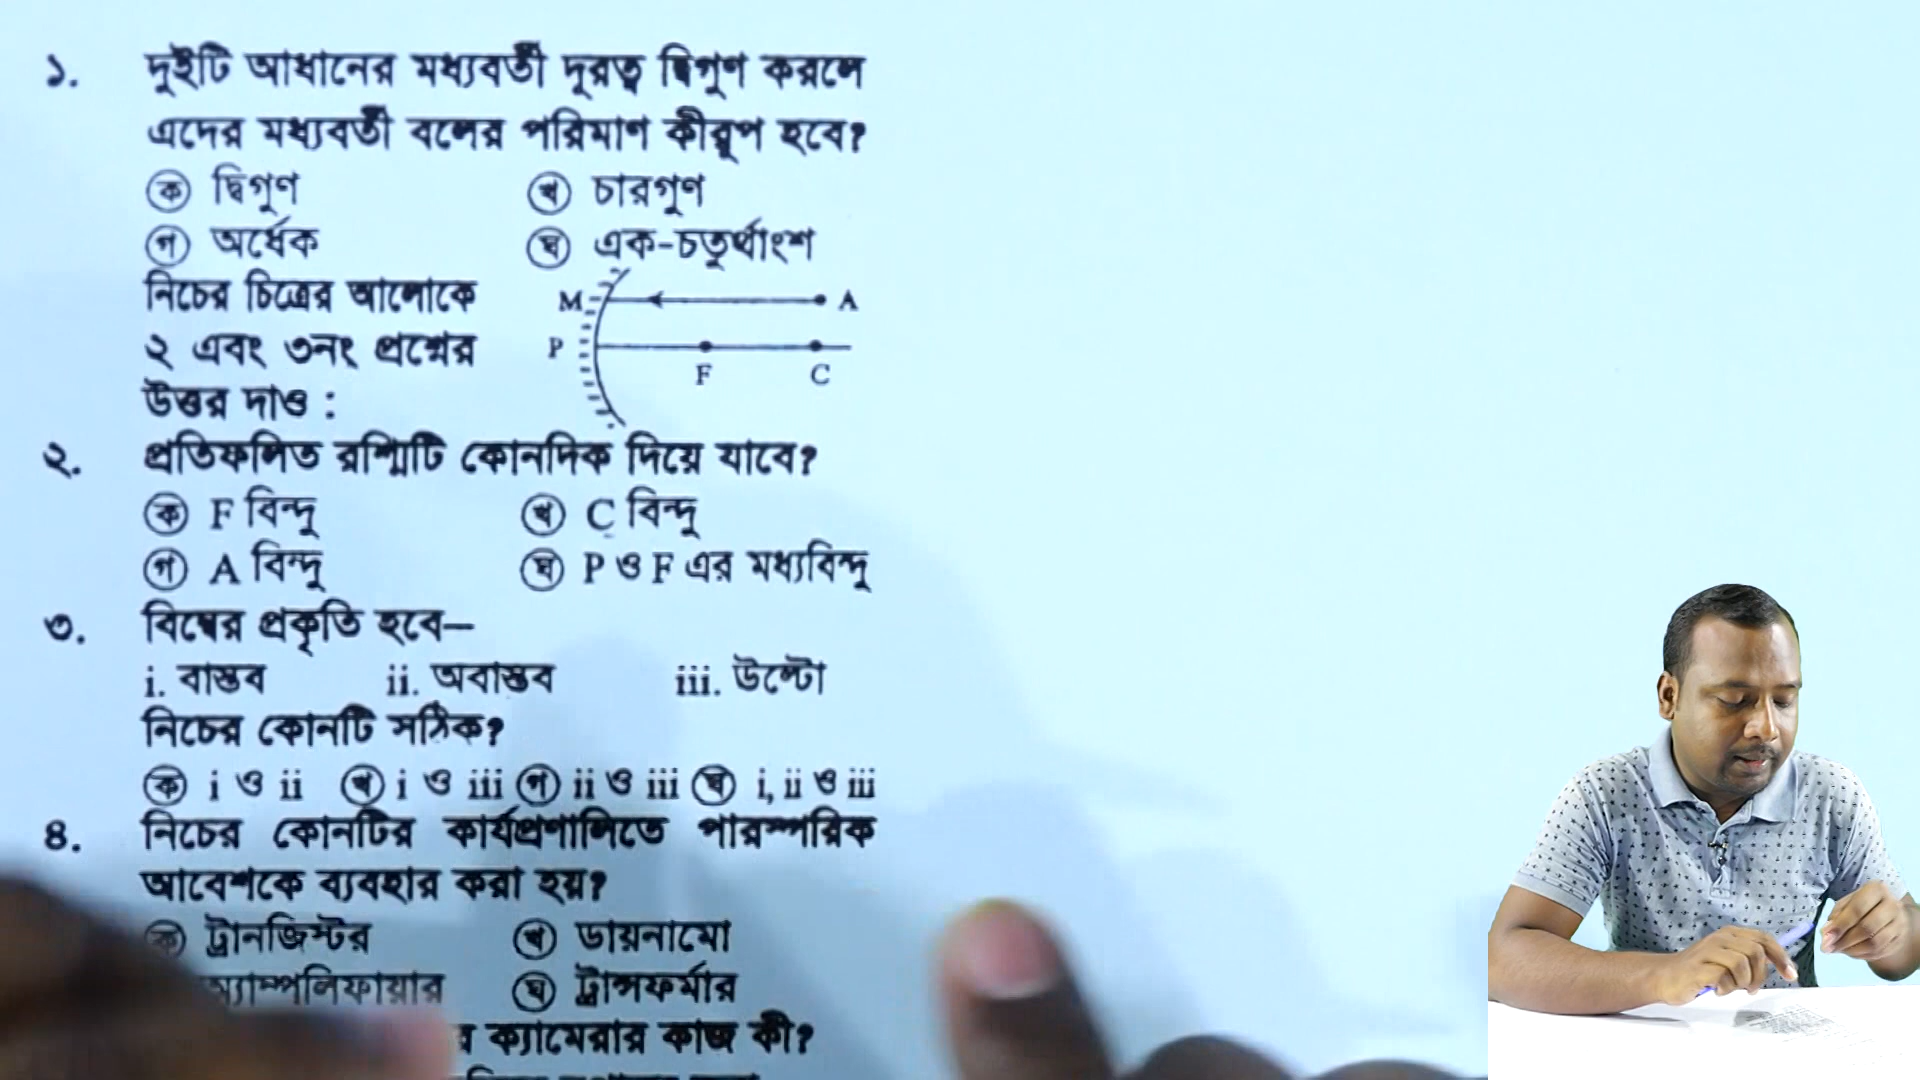 ১. দুইটি আধানের মধ্যবর্তী দূরত্ব দ্বিগুণ করলে
এদের মধ্যবর্তী বলের পরিমাণ কীরূপ হবে?
ক দ্বিগুণ খ চারগুণ
গ অর্ধেক ঘ এক-চতুর্থাংশ
নিচের চিত্রের আলোকে
২ এবং ৩নং প্রশ্নের
উত্তর দাও :
M A
P
F C
২. প্রতিফলিত রশ্মিটি কোনদিক দিয়ে যাবে?
ক F বিন্দু খ C বিন্দু
গ A বিন্দু ঘ P ও F এর মধ্যবিন্দু
৩. বিম্বের প্রকৃতি হবে—
i. বাস্তব ii. অবাস্তব iii. উল্টো
নিচের কোনটি সঠিক?
ক i ও ii খ i ও iii গ ii ও iii ঘ i, ii ও iii
৪. নিচের কোনটির কার্যপ্রণালিতে পারস্পরিক
আবেশকে ব্যবহার করা হয়?
ক ট্রানজিস্টর খ ডায়নামো
অ্যাম্পলিফায়ার ঘ ট্রান্সফর্মার
ক্যামেরার কাজ কী?